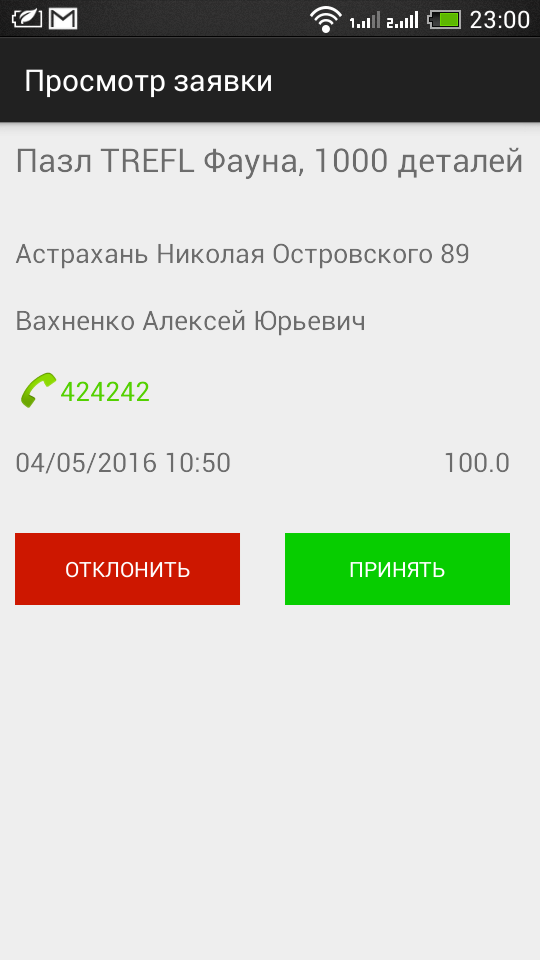 23:00
Просмотр заявки
Пазл TREFL Фауна, 1000 деталей
Астрахань Николая Островского 89
Вахненко Алексей Юрьевич
424242
04/05/2016 10:50 100.0
ОТКЛОНИТЬ ПРИНЯТЬ